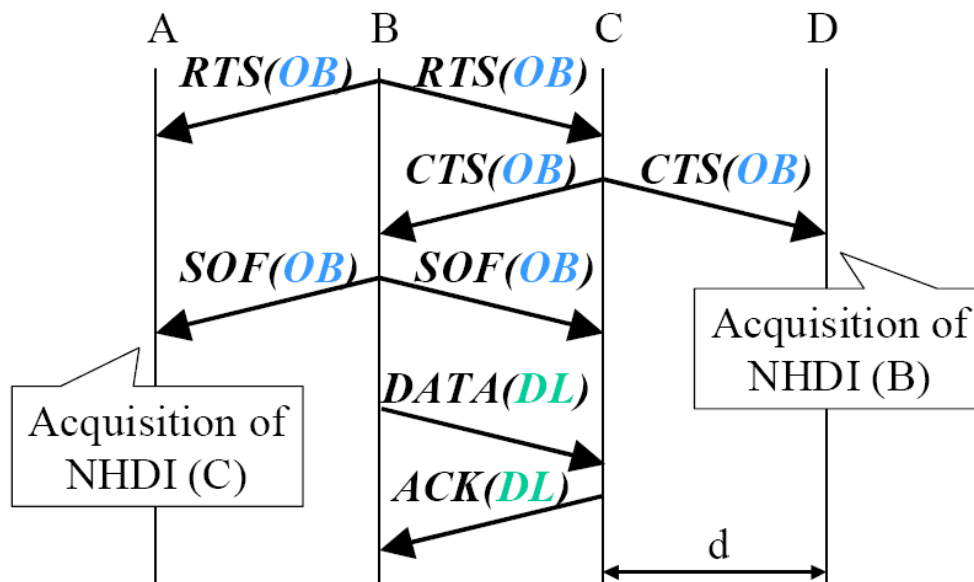 A B C D
RTS(OB) RTS(OB)
CTS(OB) CTS(OB)
SOF(OB) SOF(OB)
Acquisition of
NHDI (B)
DATA(DL)
Acquisition of
NHDI (C)
ACK(DL)
d